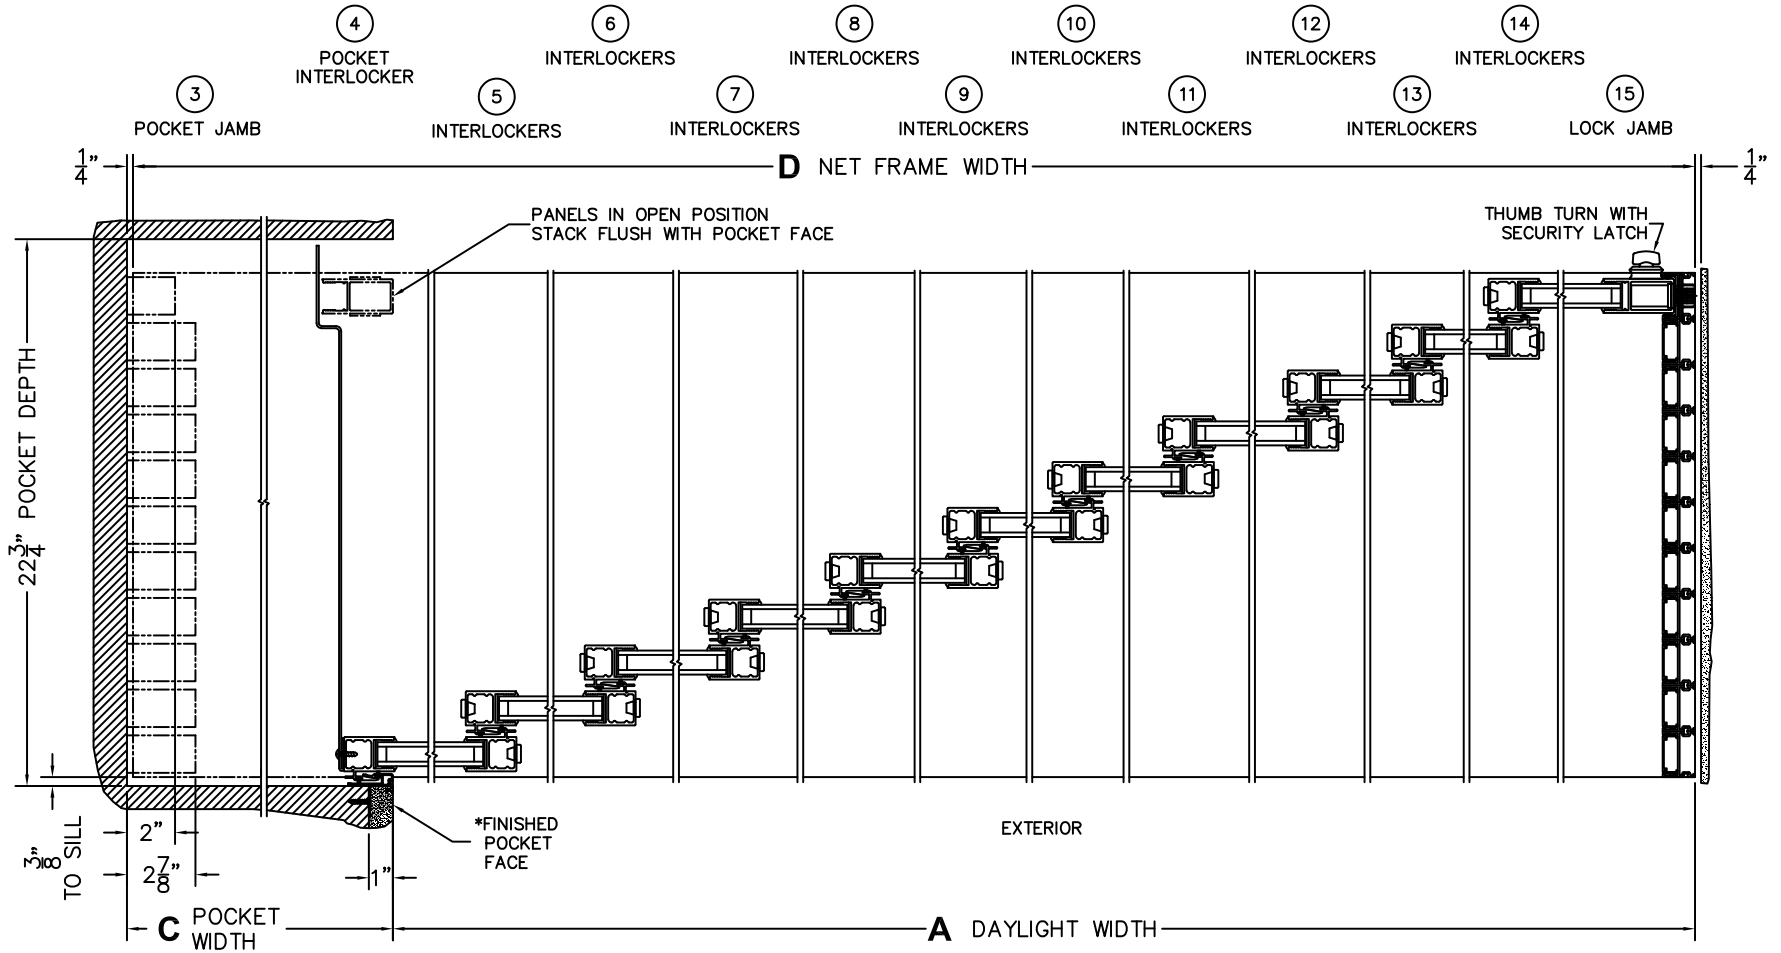 4
POCKET
INTERLOCKER
6
INTERLOCKERS
8
INTERLOCKERS
10
INTERLOCKERS
12
INTERLOCKERS
14
INTERLOCKERS
3
POCKET JAMB
5
INTERLOCKERS
7
INTERLOCKERS
9
INTERLOCKERS
11
INTERLOCKERS
13
INTERLOCKERS
15
LOCK JAMB
1/4"
D NET FRAME WIDTH
1/4"
PANELS IN OPEN POSITION
STACK FLUSH WITH POCKET FACE
THUMB TURN WITH
SECURITY LATCH
22 3/4" POCKET DEPTH
3/8"
TO SILL
2"
2 7/8"
1"
*FINISHED
POCKET
FACE
EXTERIOR
C POCKET
WIDTH
A DAYLIGHT WIDTH